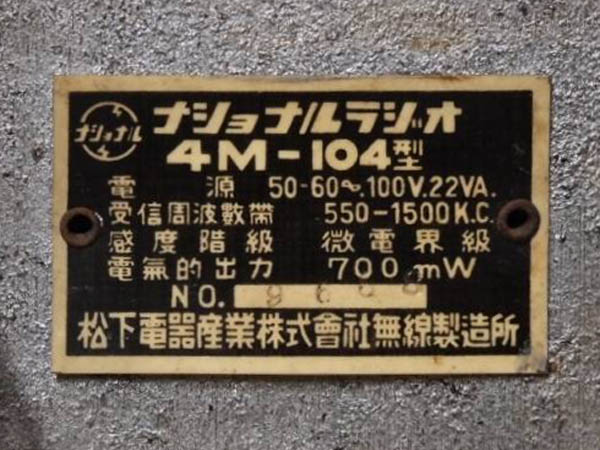 ナショナル
ナショナルラジオ
4M-104型
電源 50-60~.100V.22VA.
受信周波數帶 550-1500K.C.
感度階級 微電界級
電氣的出力 700mW
NO.
松下電器産業株式會社無線製造所